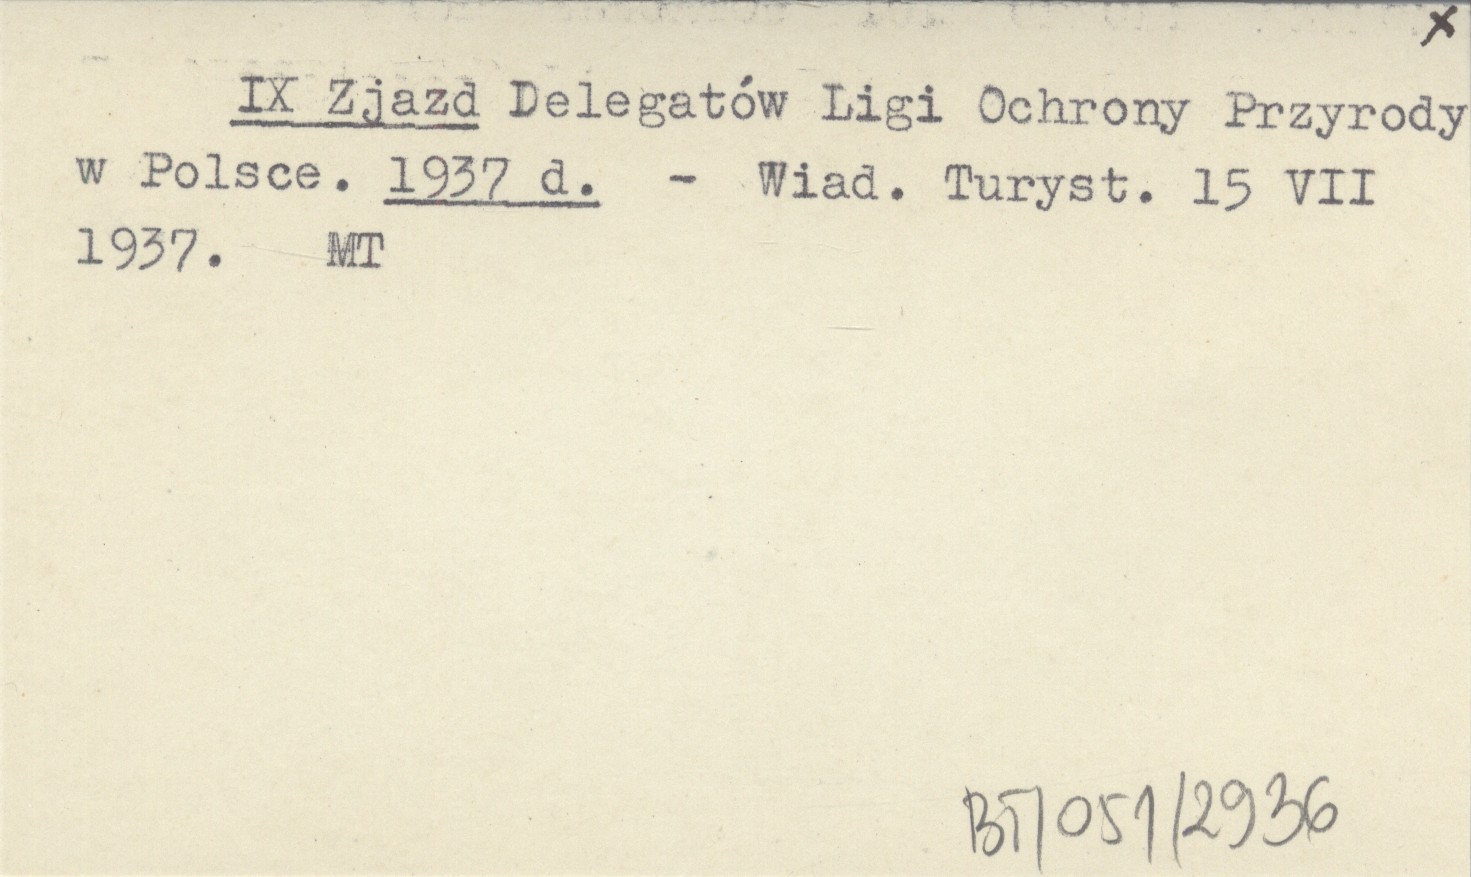 x
IX Zjazd Delegatów Ligi Ochrony Przyrody
w Polsce. 1937 d. - Wiad. Turyst. 15 VII
1937. MT
BT/051/2936